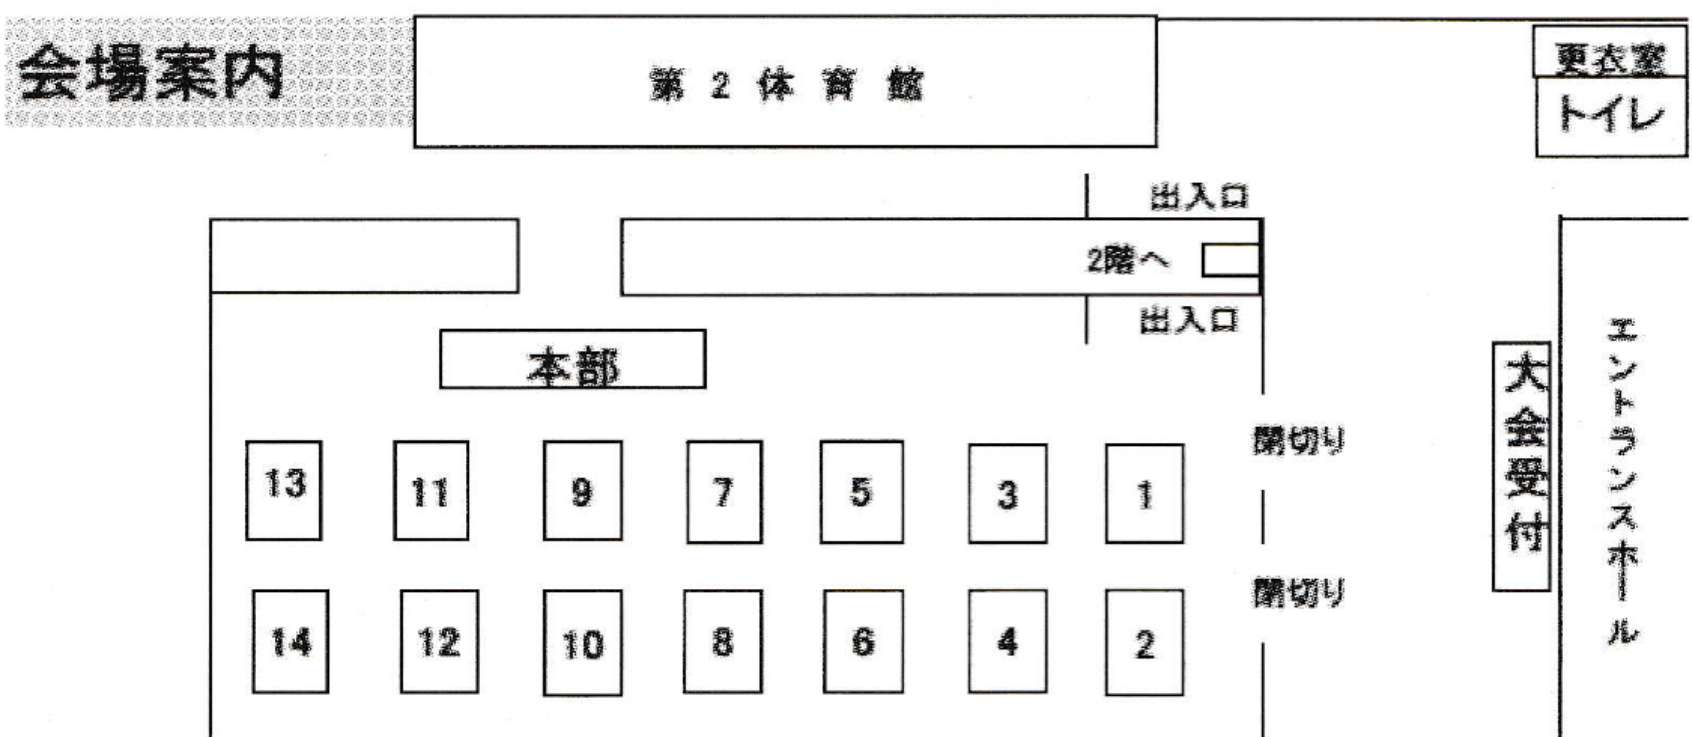 会場案内
第2体育館
更衣室
トイレ
出入口
2階へ
出入口
本部
閉切り
13 11 9 7 5 3 1
閉切り
14 12 10 8 6 4 2
大会受付
エントランスホール